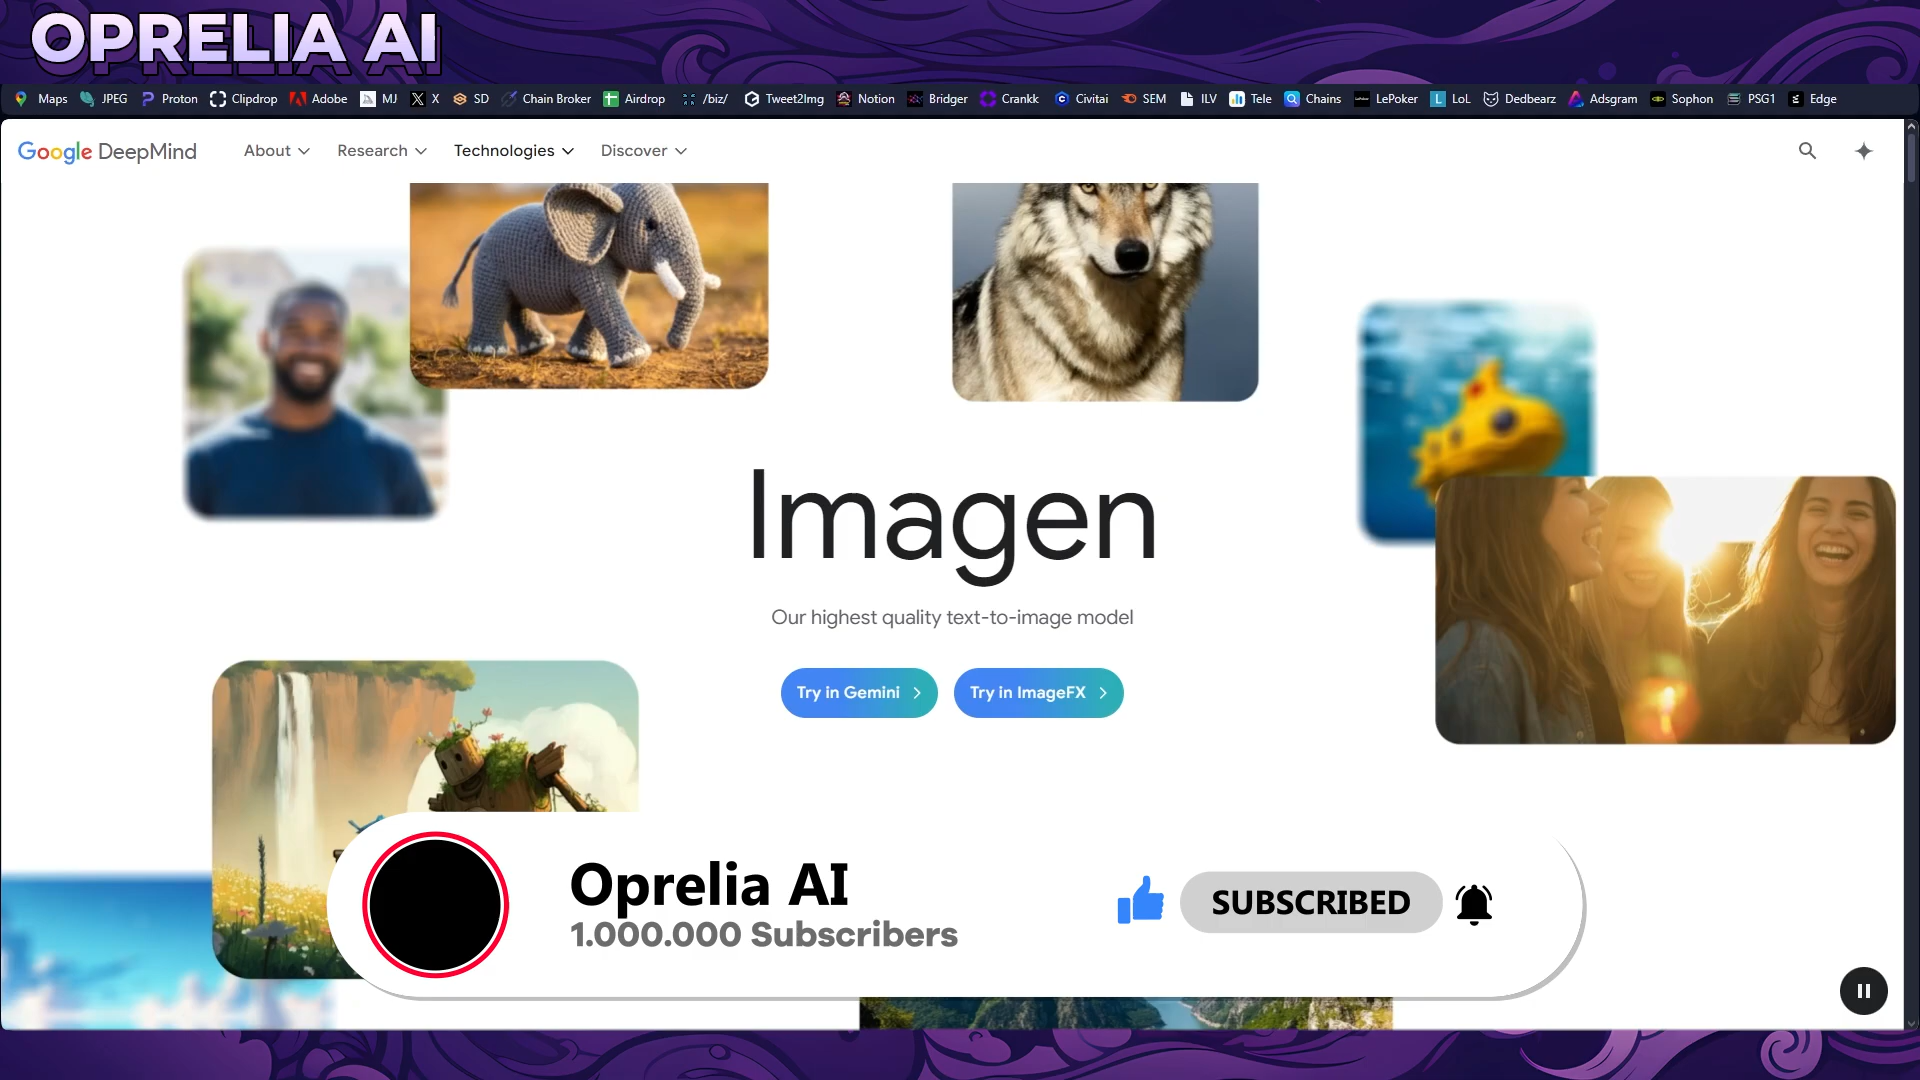 OPRELIA AI
Maps JPEG Proton Clipdrop Adobe MJ X SD Chain Broker Airdrop /biz/ Tweet2Img Notion Bridger Crankk Civitai SEM ILV Tele Chains LePoker LoL Dedbearz Adsgram Sophon PSG1 Edge
Google DeepMind About Research Technologies Discover
Imagen
Our highest quality text-to-image model
Try in Gemini Try in ImageFX
Oprelia AI
1.000.000 Subscribers
SUBSCRIBED